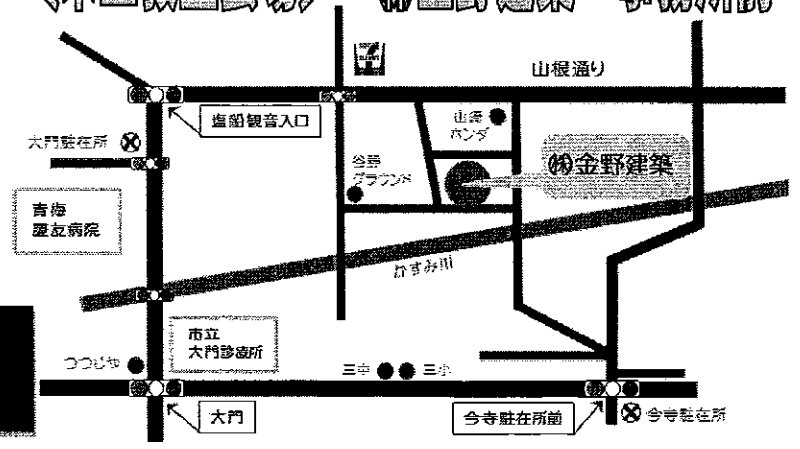 山根通り
塩船観音入口
山崎
ホンダ
大門駐在所
㈱金野建築
谷野
グラウンド
青梅
慶友病院
かすみ川
市立
大門診療所
つつじや
三中
三小
大門
今寺駐在所前
今寺駐在所